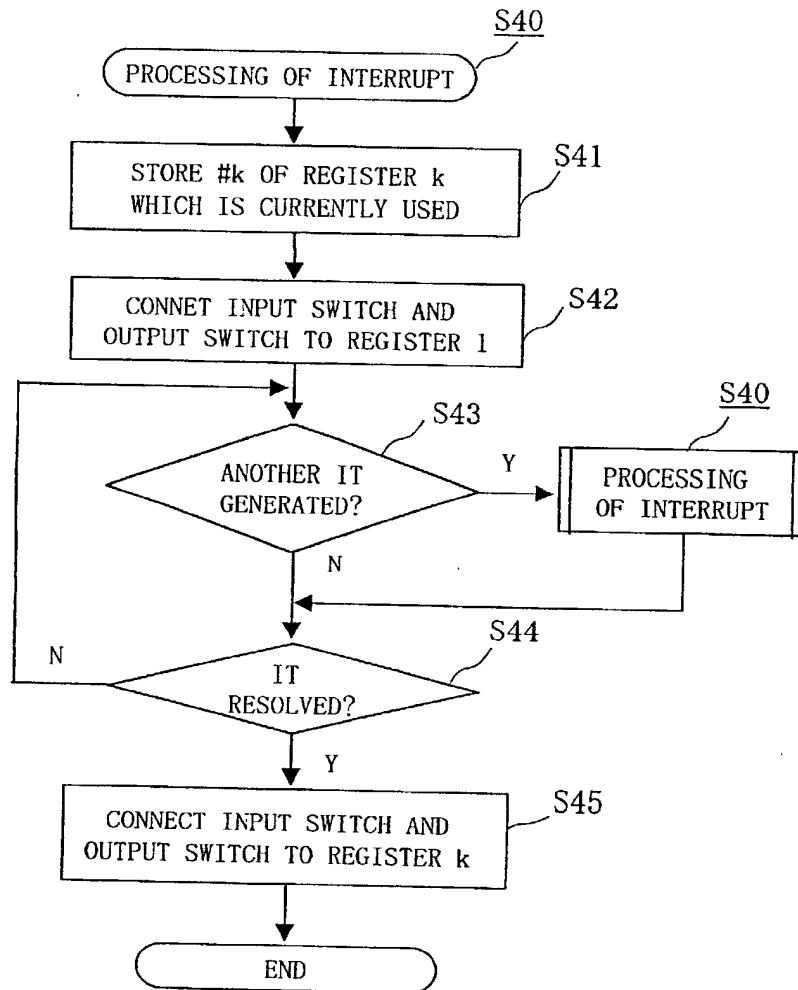 S40
PROCESSING OF INTERRUPT
S41
STORE #k OF REGISTER k
WHICH IS CURRENTLY USED
S42
CONNET INPUT SWITCH AND
OUTPUT SWITCH TO REGISTER 1
S43
ANOTHER IT
GENERATED?
Y
S40
PROCESSING
OF INTERRUPT
N
S44
IT
RESOLVED?
N
Y
S45
CONNECT INPUT SWITCH AND
OUTPUT SWITCH TO REGISTER k
END